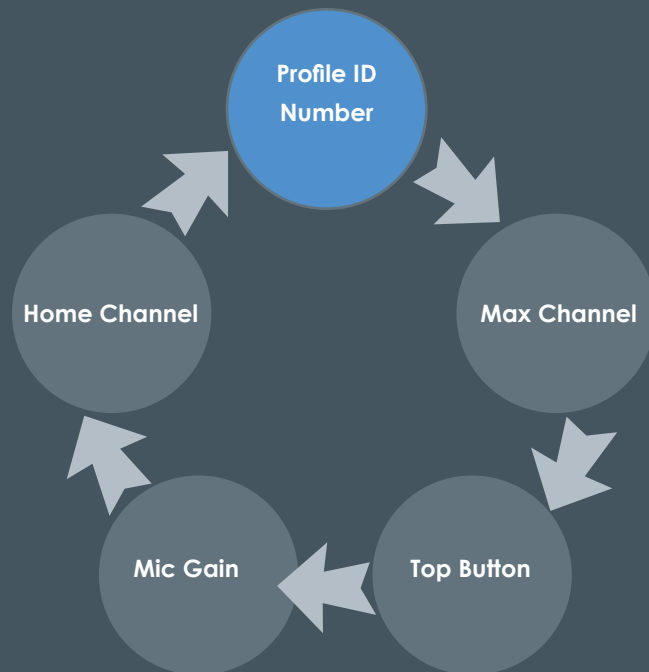 Profile ID
Number
Home Channel
Max Channel
Mic Gain
Top Button